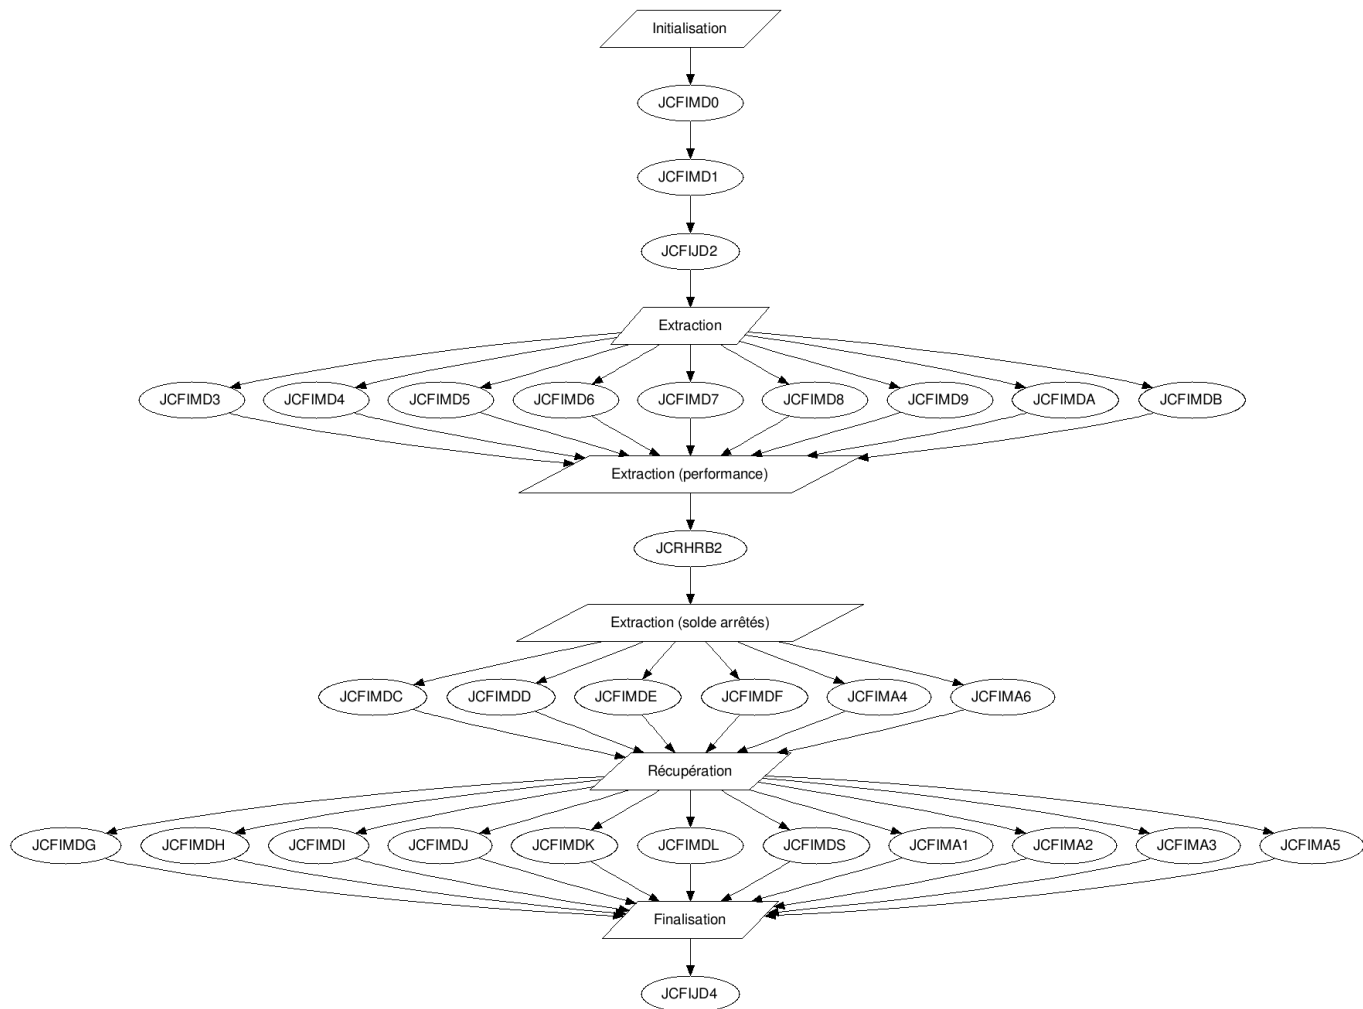 Initialisation
JCFIMD0
JCFIMD1
JCFIJD2
Extraction
JCFIMD3
JCFIMD4
JCFIMD5
JCFIMD6
JCFIMD7
JCFIMD8
JCFIMD9
JCFIMDA
JCFIMDB
Extraction (performance)
JCRHRB2
Extraction (solde arrêtés)
JCFIMDC
JCFIMDD
JCFIMDE
JCFIMDF
JCFIMA4
JCFIMA6
Récupération
JCFIMDG
JCFIMDH
JCFIMDI
JCFIMDJ
JCFIMDK
JCFIMDL
JCFIMDS
JCFIMA1
JCFIMA2
JCFIMA3
JCFIMA5
Finalisation
JCFIJD4